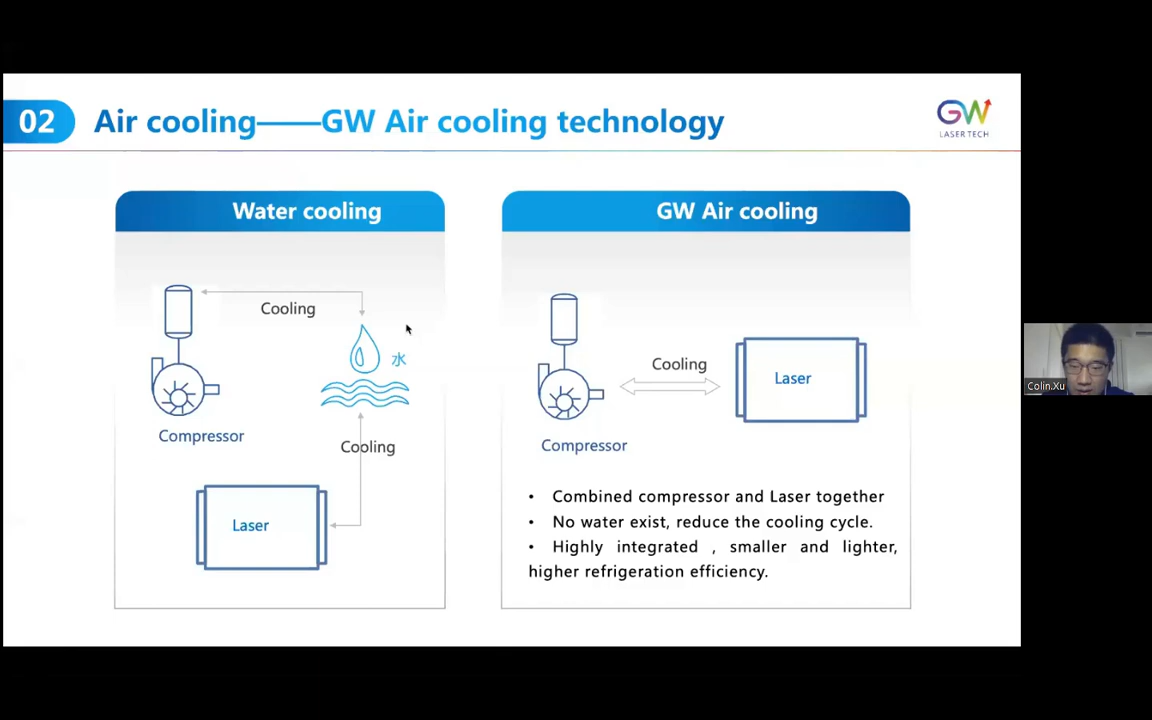 02
Air cooling——GW Air cooling technology
GW
LASER TECH
Water cooling
Cooling
水
Compressor
Cooling
Laser
GW Air cooling
Cooling
Laser
Compressor
• Combined compressor and Laser together
• No water exist, reduce the cooling cycle.
• Highly integrated , smaller and lighter,
higher refrigeration efficiency.
Colin.Xu